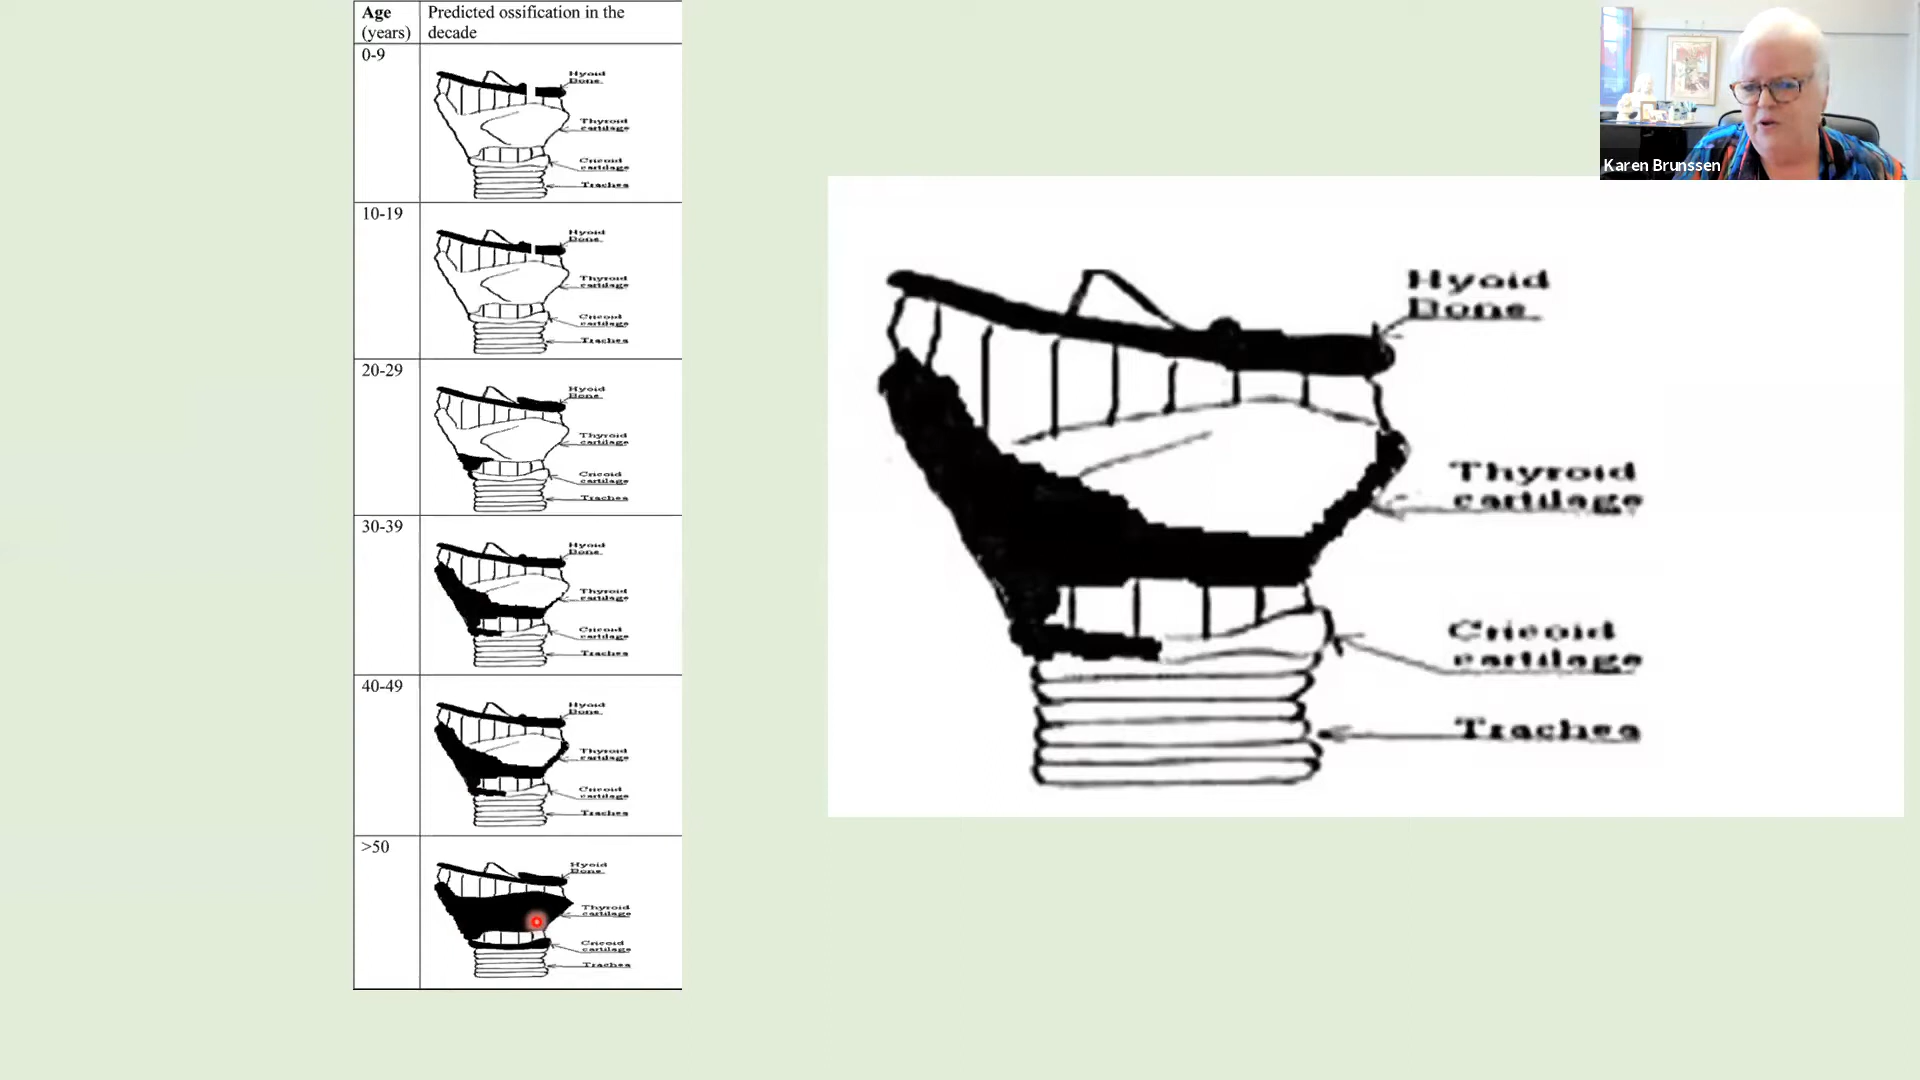 Age
(years)
Predicted ossification in the
decade
0-9
Hyoid
Bone
Thyroid
cartilage
Cricoid
cartilage
Trachea
10-19
Hyoid
Bone
Thyroid
cartilage
Cricoid
cartilage
Trachea
20-29
Hyoid
Bone
Thyroid
cartilage
Cricoid
cartilage
Trachea
30-39
Hyoid
Bone
Thyroid
cartilage
Cricoid
cartilage
Trachea
40-49
Hyoid
Bone
Thyroid
cartilage
Cricoid
cartilage
Trachea
>50
Hyoid
Bone
Thyroid
cartilage
Cricoid
cartilage
Trachea
Hyoid
Bone
Thyroid
cartilage
Cricoid
cartilage
Trachea
Karen Brunssen